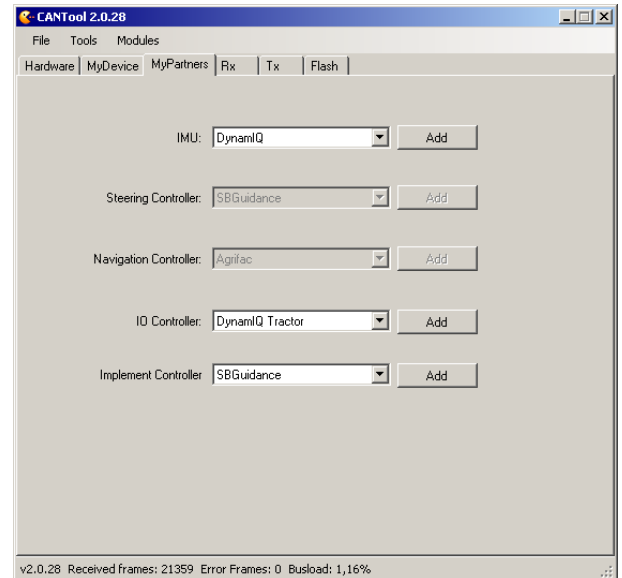 CANTool 2.0.28
File Tools Modules
Hardware MyDevice MyPartners Rx Tx Flash
IMU: DynamIQ Add
Steering Controller: SBGuidance Add
Navigation Controller: Agrifac Add
IO Controller: DynamIQ Tractor Add
Implement Controller SBGuidance Add
v2.0.28 Received frames: 21359 Error Frames: 0 Busload: 1,16%